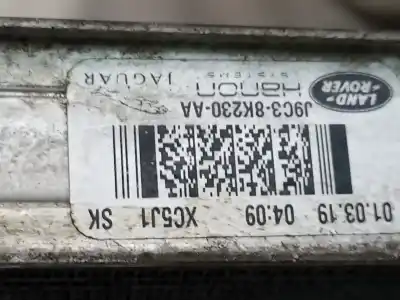 01.03.19 04:09 XC5J1 SK
J9C3-8K230-AA
LAND-
ROVER
HANON
SYSTEMS
JAGUAR